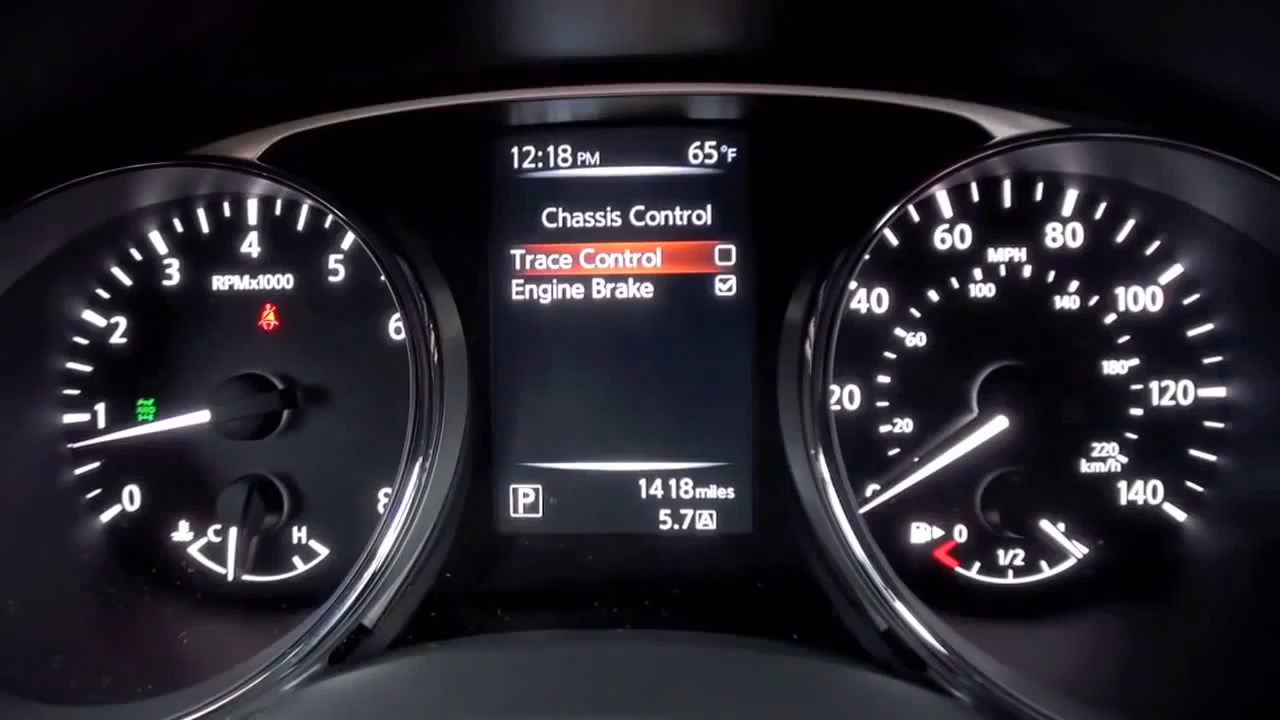 12:18 PM 65°F
Chassis Control
Trace Control
Engine Brake
P
1418 miles
5.7 A
0
1
2
3
4
5
6
8
RPMx1000
C H
20
40
60
80
100
120
140
MPH
20
60
100
140
180
220
km/h
0
1/2